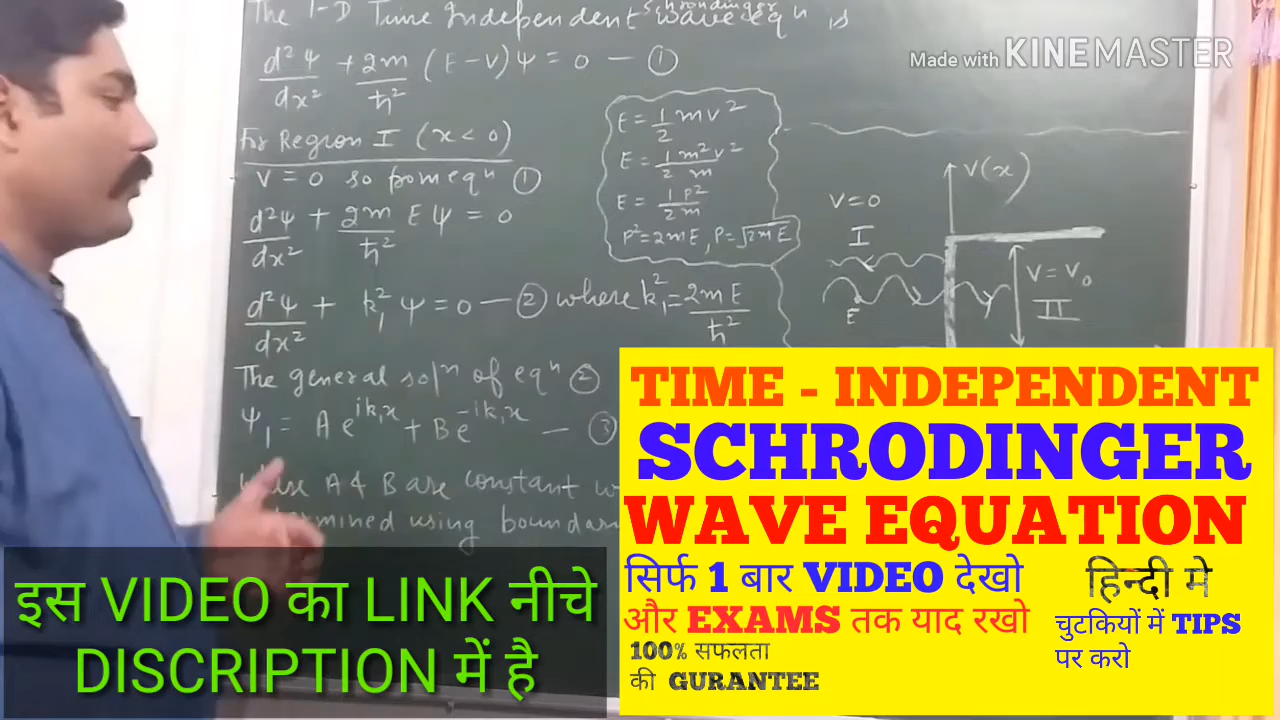 The 1-D Time Independent Schrondinger wave eqn is
d²Ψ/dx² + 2m/ħ² (E-V)Ψ = 0 — ①
For Region I (x < 0)
V = 0 so from eqn ①
d²Ψ/dx² + 2m/ħ² EΨ = 0
d²Ψ/dx² + k₁² Ψ = 0 — ② where k₁² = 2mE/ħ²
The general solⁿ of eqⁿ ②
Ψ₁ = A e^{ik₁x} + B e^{-ik₁x} — ③
A & B are constant
using
E = 1/2 mv²
E = 1/2 m²v²/m
E = 1/2 p²/m
P² = 2mE, P = √2mE
V(x)
V=0
I
E
V = V₀
II
Made with KINEMASTER
TIME - INDEPENDENT
SCHRODINGER
WAVE EQUATION
सिर्फ 1 बार VIDEO देखो
और EXAMS तक याद रखो
100% सफलता
की GURANTEE
हिन्दी मे
चुटकियों में TIPS
पर करो
इस VIDEO का LINK नीचे
DISCRIPTION में है